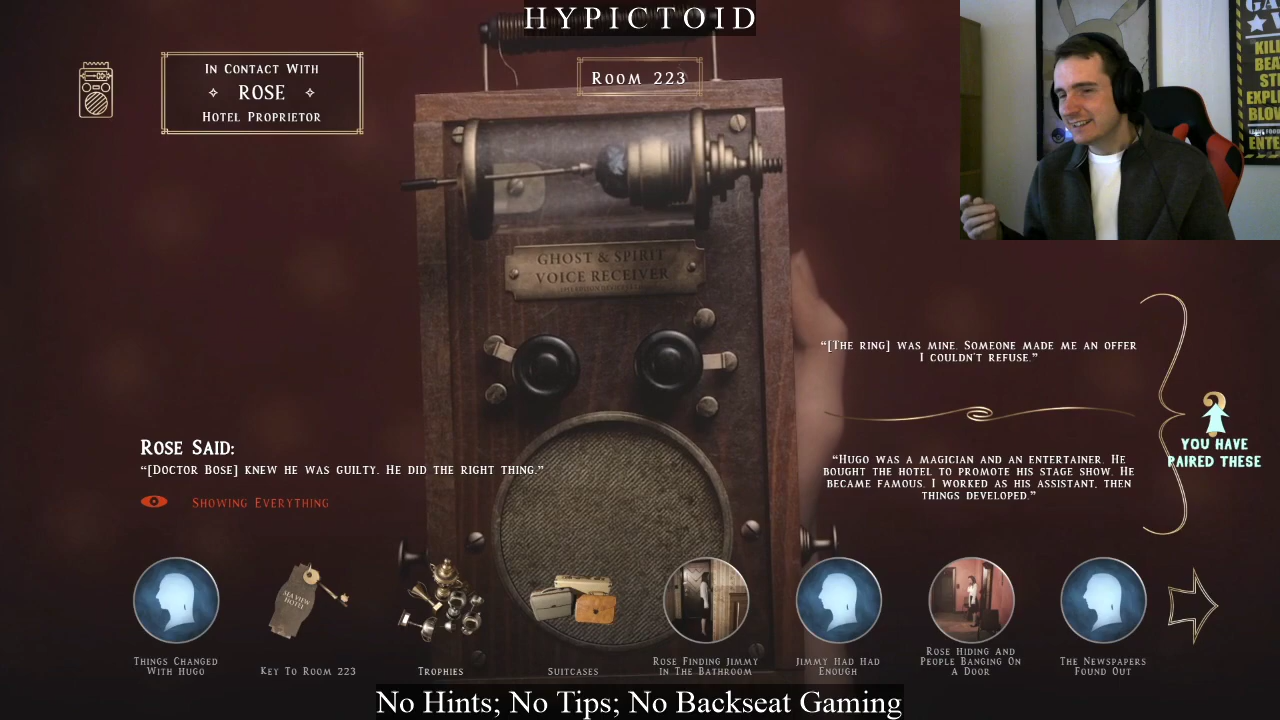 HYPICTOID
In Contact With
ROSE
Hotel Proprietor
Room 223
GHOST & SPIRIT
VOICE RECEIVER
"[The ring] was mine. Someone made me an offer
I couldn't refuse."
"Hugo was a magician and an entertainer. He
bought the hotel to promote his stage show. He
became famous. I worked as his assistant, then
things developed."
YOU HAVE
PAIRED THESE
Rose Said:
"[Doctor Bose] knew he was guilty. He did the right thing."
Showing Everything
SEA VIEW
HOTEL
Things Changed
With Hugo
Key To Room 223
Trophies
Suitcases
Rose Finding Jimmy
In The Bathroom
Jimmy Had Had
Enough
Rose Hiding And
People Banging On
A Door
The Newspapers
Found Out
No Hints; No Tips; No Backseat Gaming